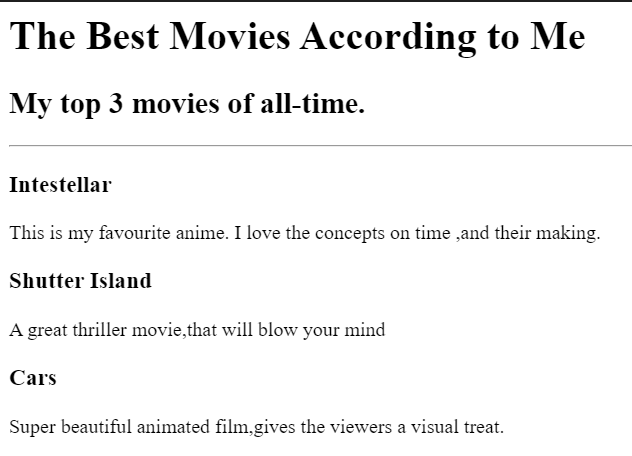 The Best Movies According to Me
My top 3 movies of all-time.
Intestellar
This is my favourite anime. I love the concepts on time ,and their making.
Shutter Island
A great thriller movie,that will blow your mind
Cars
Super beautiful animated film,gives the viewers a visual treat.